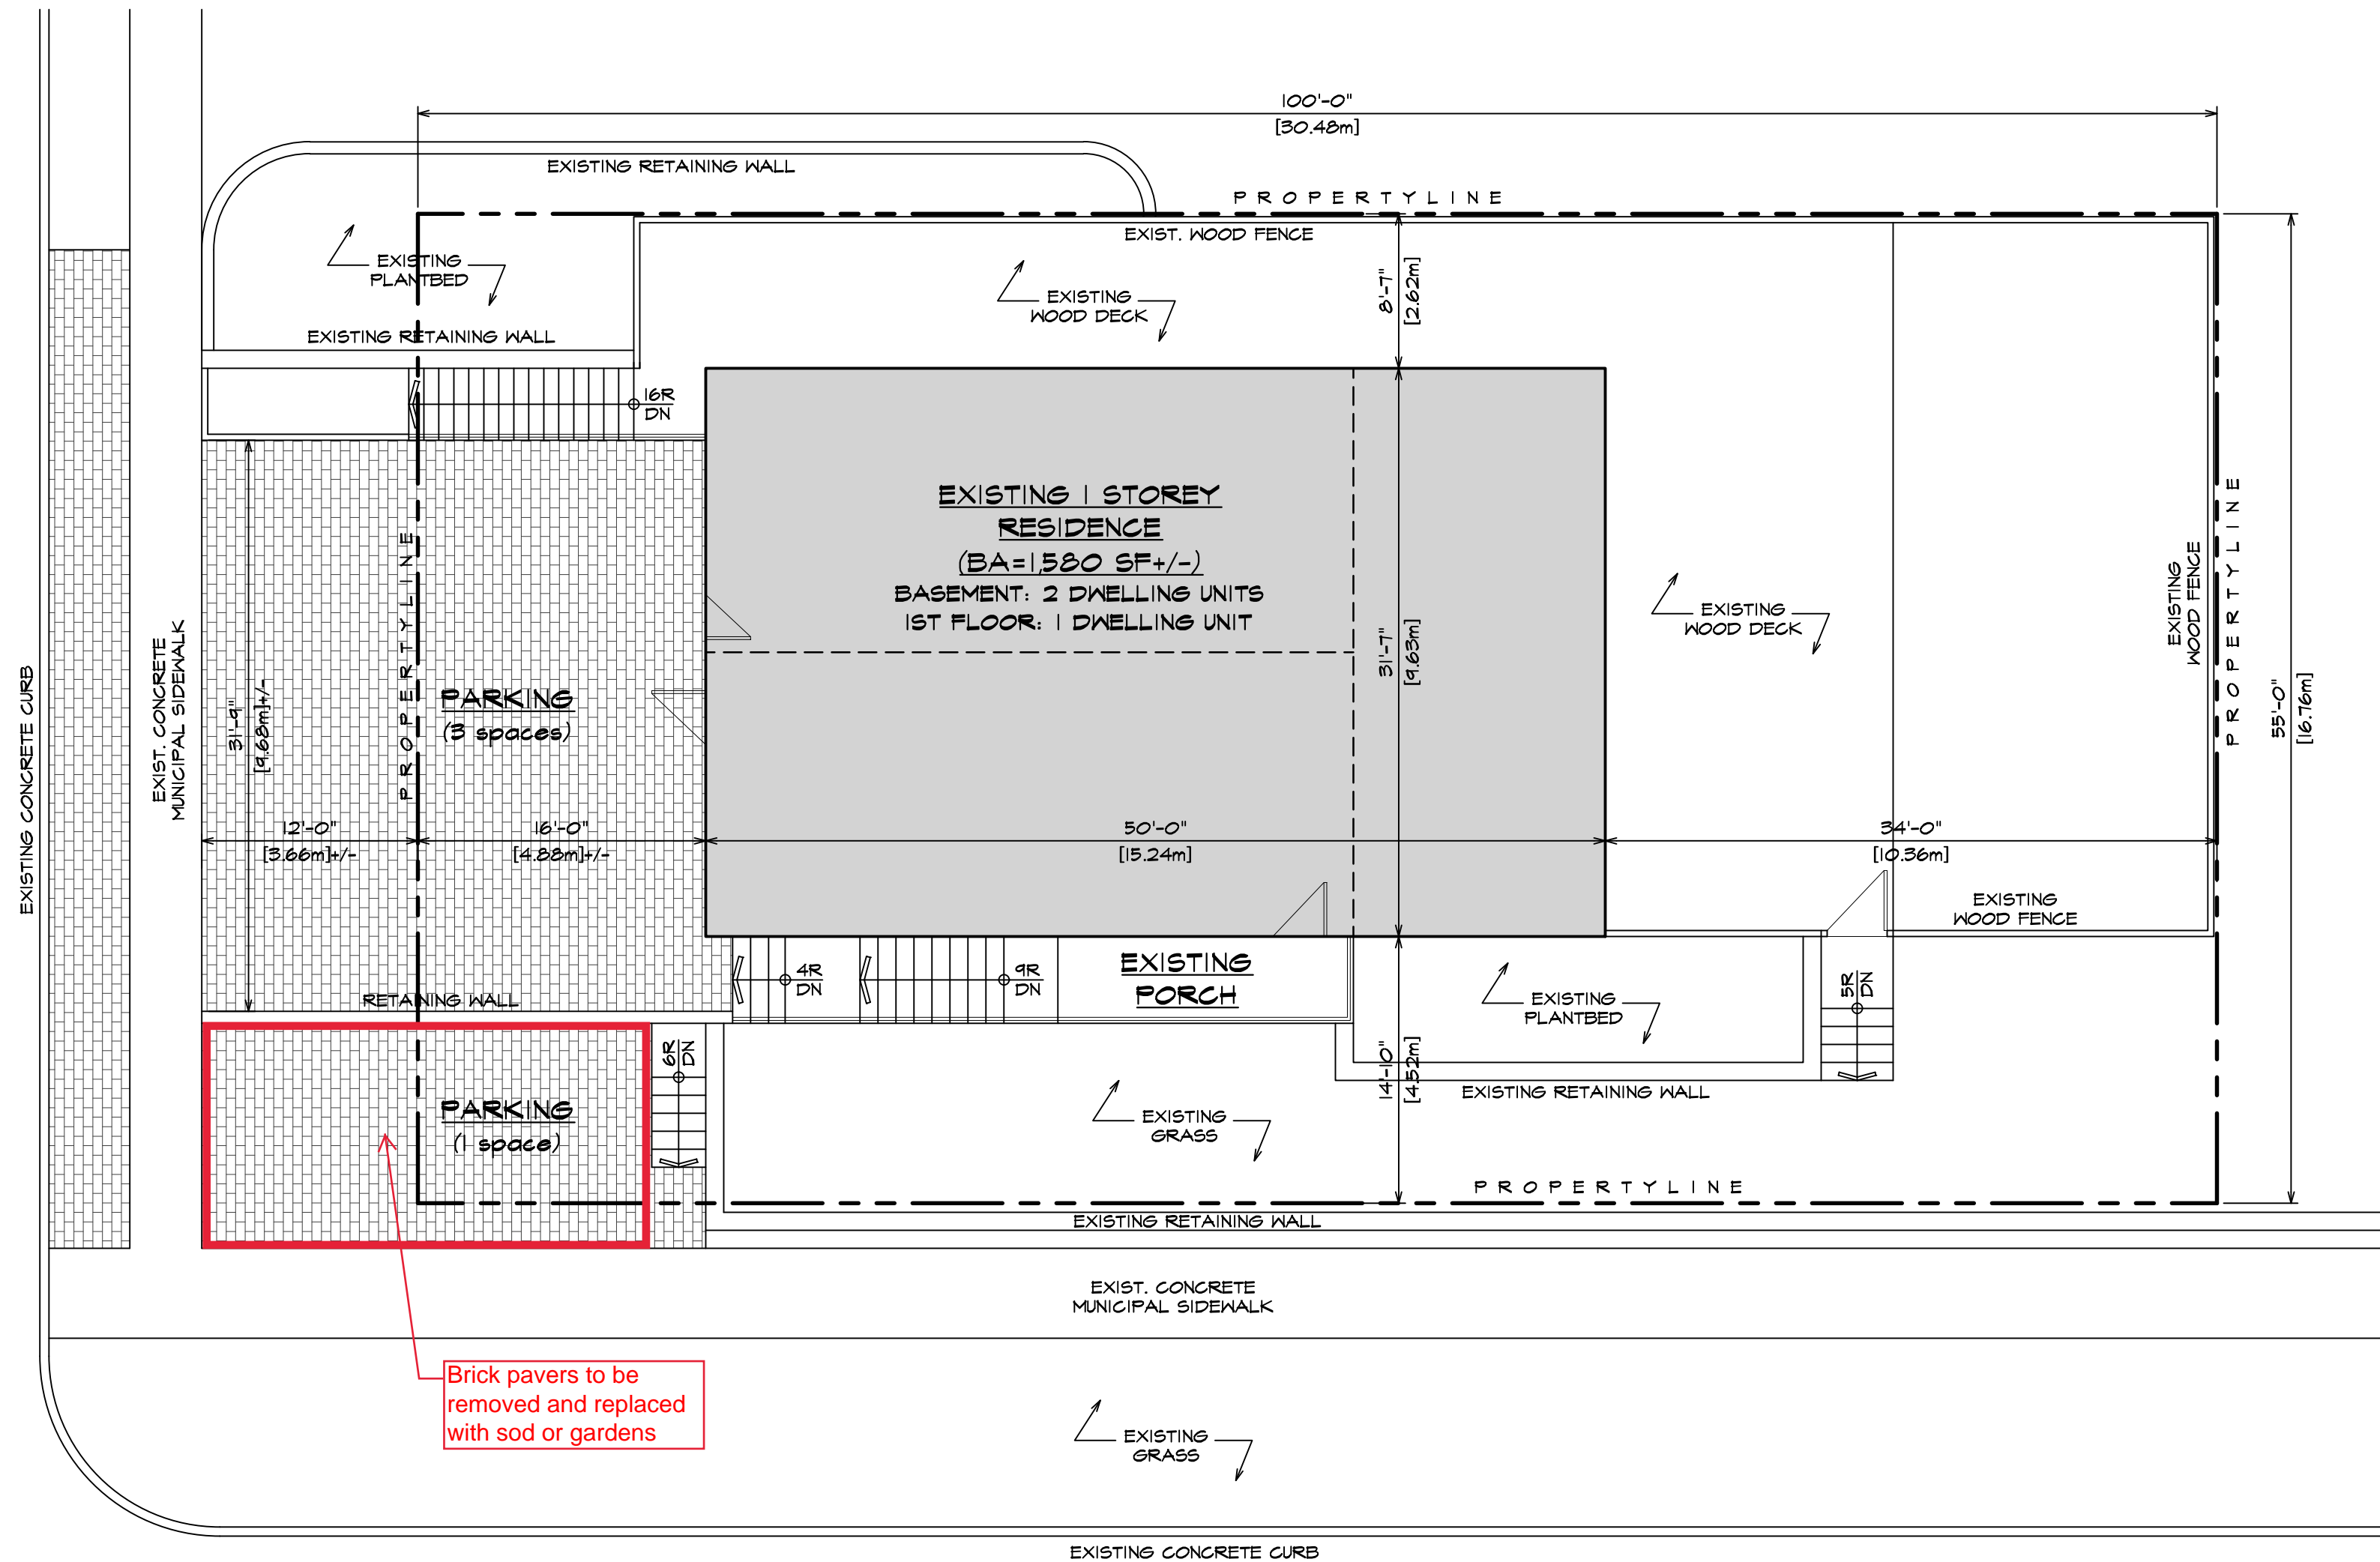 100'-0"
[30.48m]
EXISTING RETAINING WALL
PROPERTYLINE
EXIST. WOOD FENCE
EXISTING
PLANTBED
EXISTING
WOOD DECK
8'-7"
[2.62m]
EXISTING RETAINING WALL
16R
DN
EXISTING 1 STOREY
RESIDENCE
(BA=1,580 SF+/-)
BASEMENT: 2 DWELLING UNITS
1ST FLOOR: 1 DWELLING UNIT
PROPERTYLINE
EXISTING
WOOD FENCE
PROPERTYLINE
EXISTING
WOOD DECK
31'-7"
[9.63m]
55'-0"
[16.76m]
EXISTING CONCRETE CURB
EXIST. CONCRETE
MUNICIPAL SIDEWALK
31'-9"
[9.68m]+/-
PARKING
(3 spaces)
12'-0"
[3.66m]+/-
16'-0"
[4.88m]+/-
50'-0"
[15.24m]
34'-0"
[10.36m]
EXISTING
WOOD FENCE
RETAINING WALL
4R
DN
9R
DN
EXISTING
PORCH
EXISTING
PLANTBED
5R
DN
6R
DN
14'-10"
[4.52m]
EXISTING RETAINING WALL
PARKING
(1 space)
EXISTING
GRASS
PROPERTYLINE
EXISTING RETAINING WALL
EXIST. CONCRETE
MUNICIPAL SIDEWALK
Brick pavers to be
removed and replaced
with sod or gardens
EXISTING
GRASS
EXISTING CONCRETE CURB